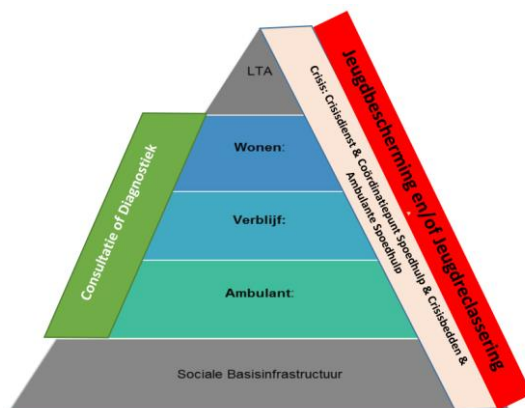 LTA
Wonen:
Verblijf:
Ambulant:
Sociale Basisinfrastructuur
Consultatie of Diagnostiek
Crisis: Crisisdienst & Coördinatiepunt Spoedhulp & Crisisbedden &
Ambulante Spoedhulp
Jeugdbescherming en/of Jeugdreclassering